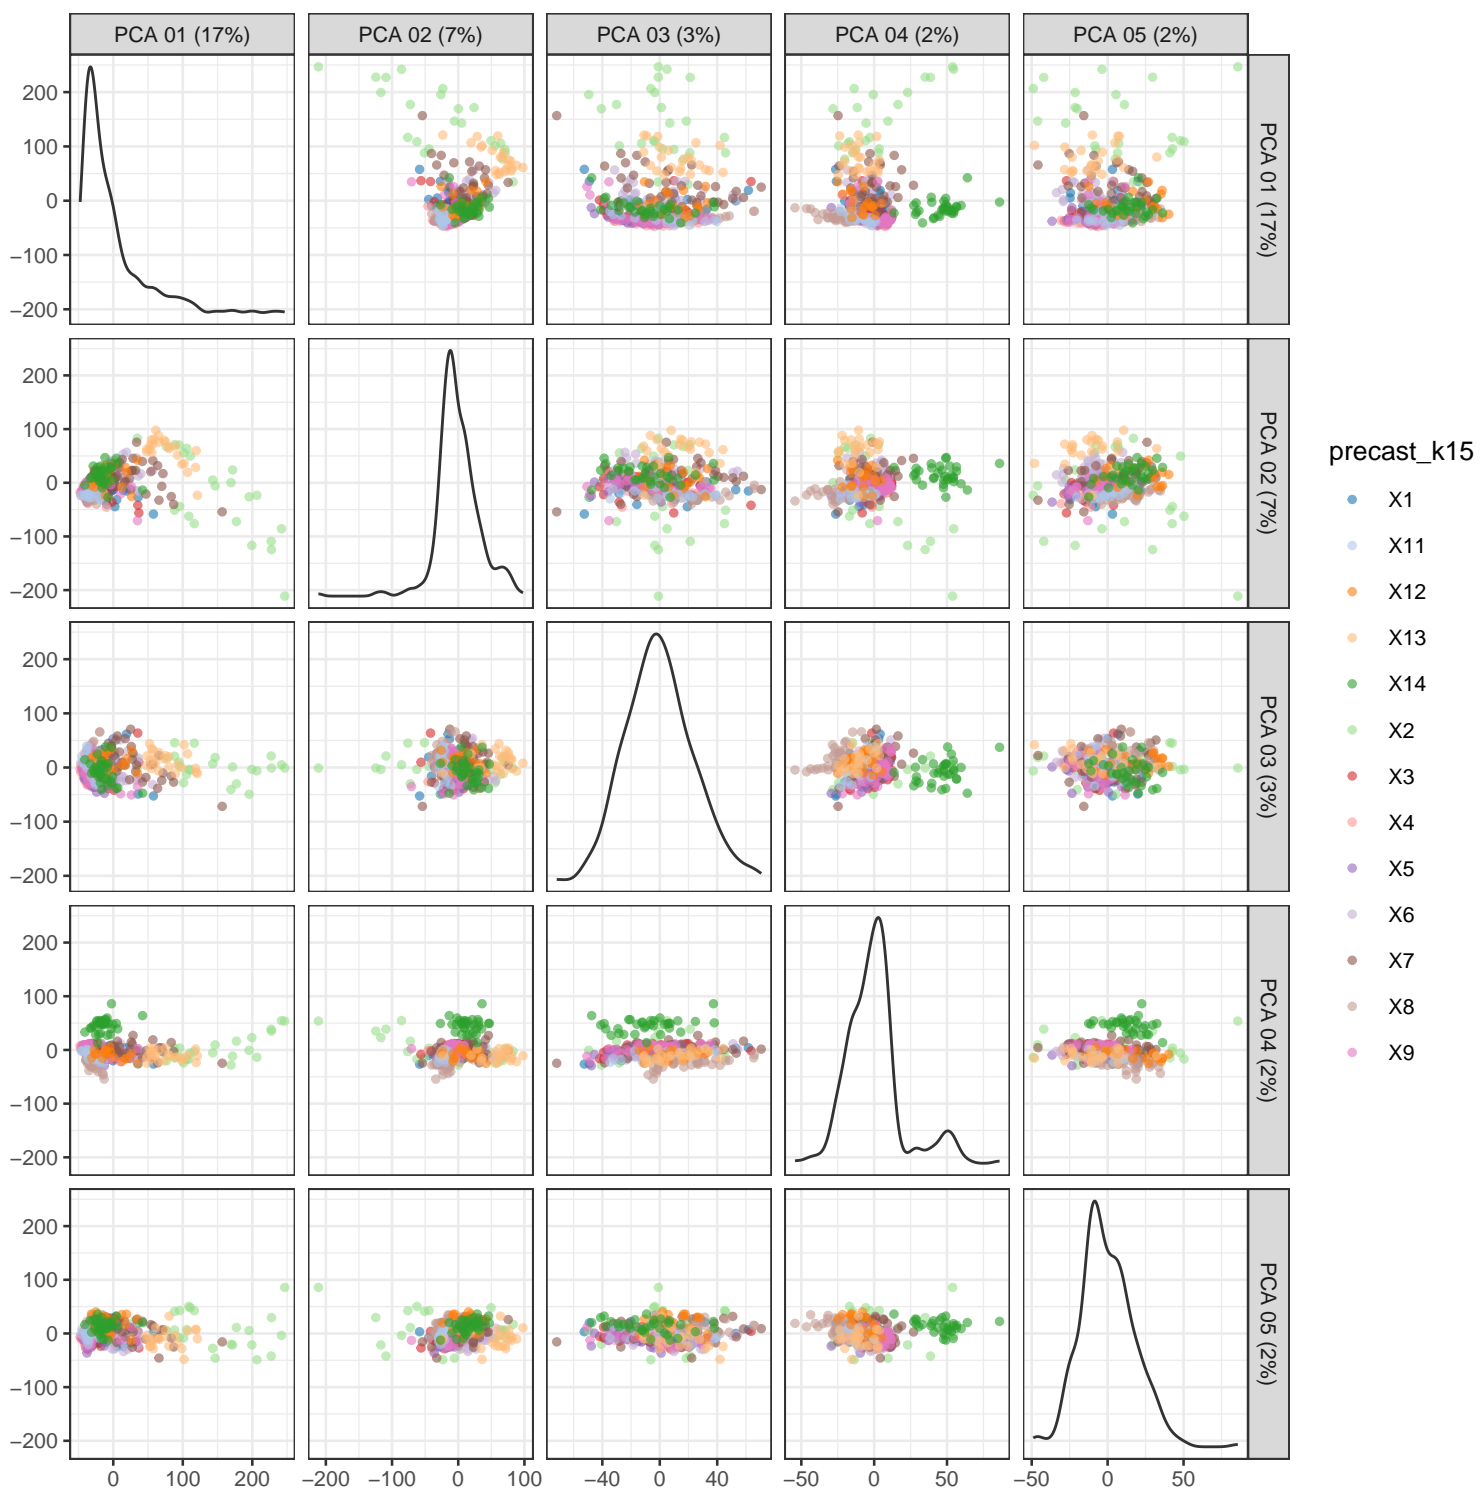 PCA 01 (17%) PCA 02 (7%) PCA 03 (3%) PCA 04 (2%) PCA 05 (2%)
200
100
0
−100
−200
PCA 01 (17%)
200
100
0
−100
−200
PCA 02 (7%)
200
100
0
−100
−200
PCA 03 (3%)
200
100
0
−100
−200
PCA 04 (2%)
200
100
0
−100
−200
PCA 05 (2%)
0 100 200 −200 −100 0 100 −40 0 40 −50 0 50 −50 0 50
precast_k15
X1
X11
X12
X13
X14
X2
X3
X4
X5
X6
X7
X8
X9